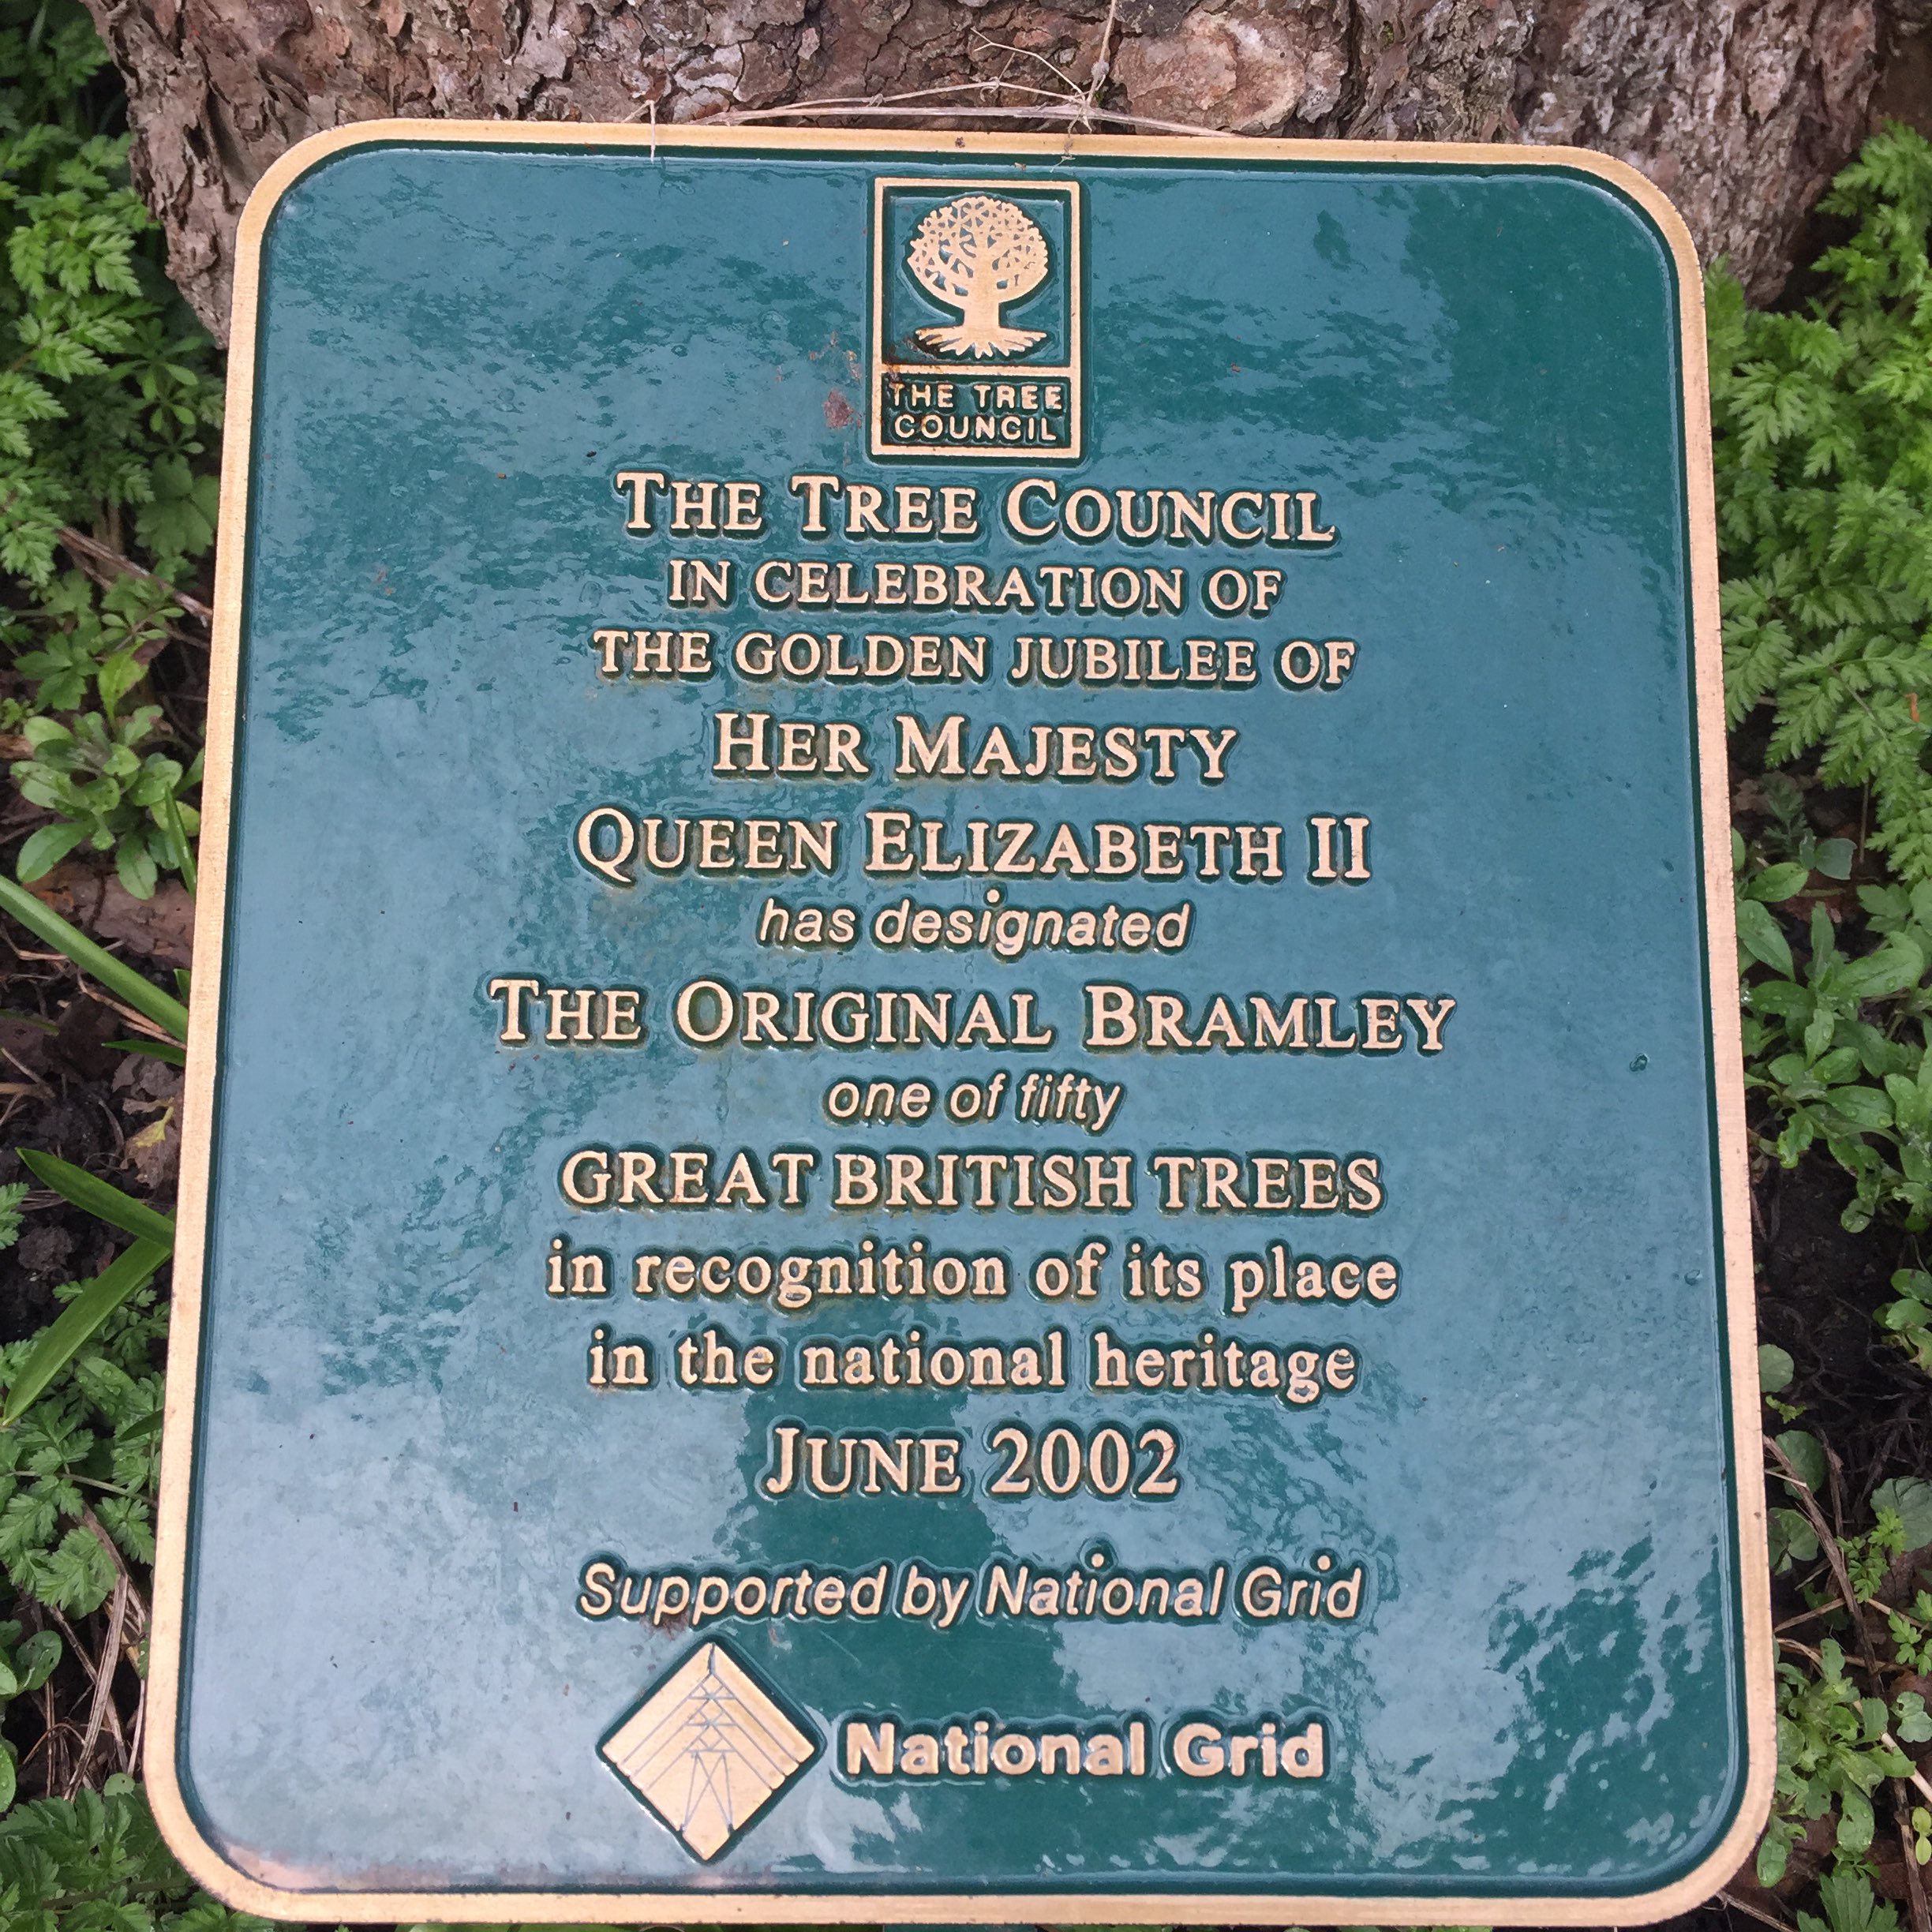 THE TREE
COUNCIL
THE TREE COUNCIL
IN CELEBRATION OF
THE GOLDEN JUBILEE OF
HER MAJESTY
QUEEN ELIZABETH II
has designated
THE ORIGINAL BRAMLEY
one of fifty
GREAT BRITISH TREES
in recognition of its place
in the national heritage
JUNE 2002
Supported by National Grid
National Grid